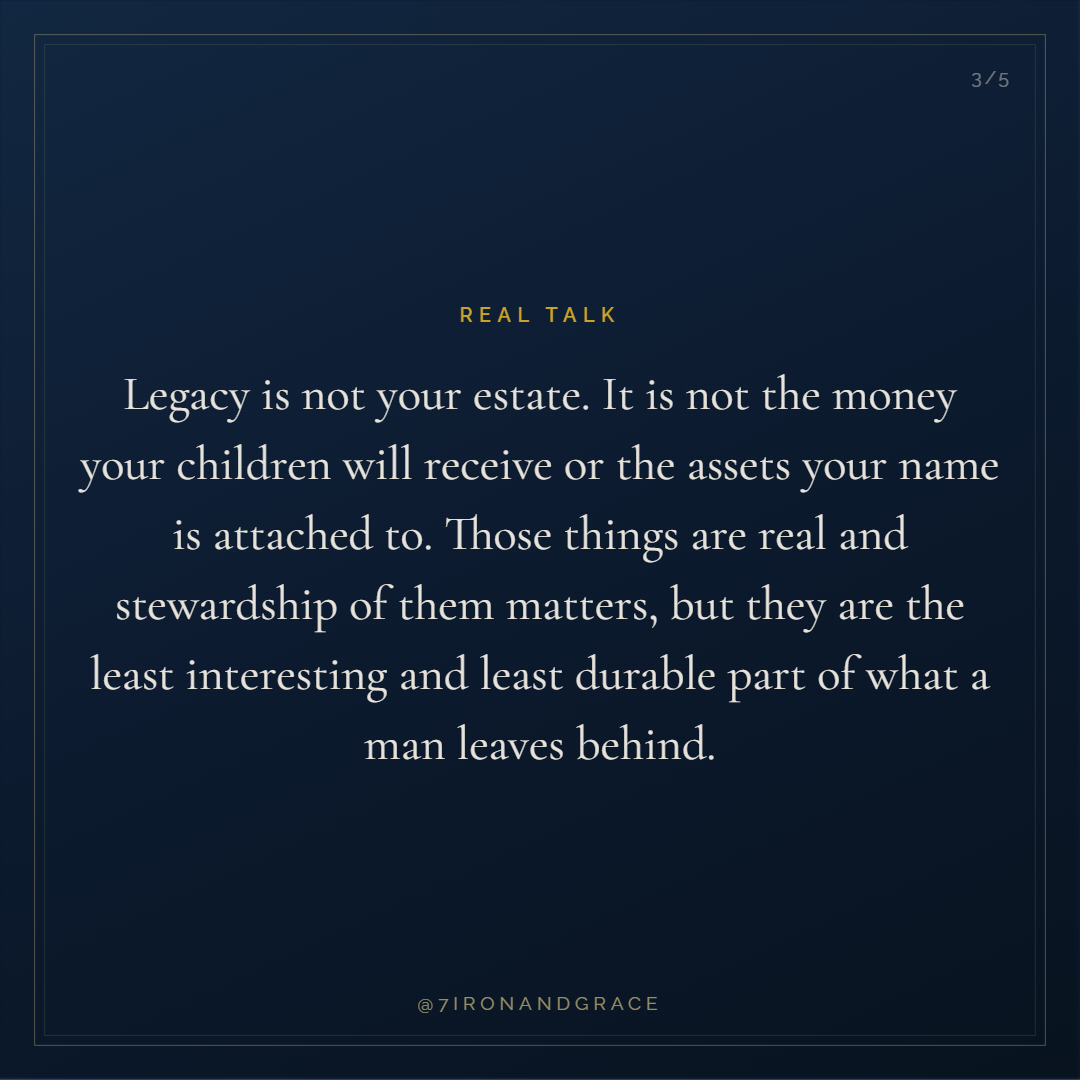 3/5
REAL TALK
Legacy is not your estate. It is not the money
your children will receive or the assets your name
is attached to. Those things are real and
stewardship of them matters, but they are the
least interesting and least durable part of what a
man leaves behind.
@7IRONANDGRACE